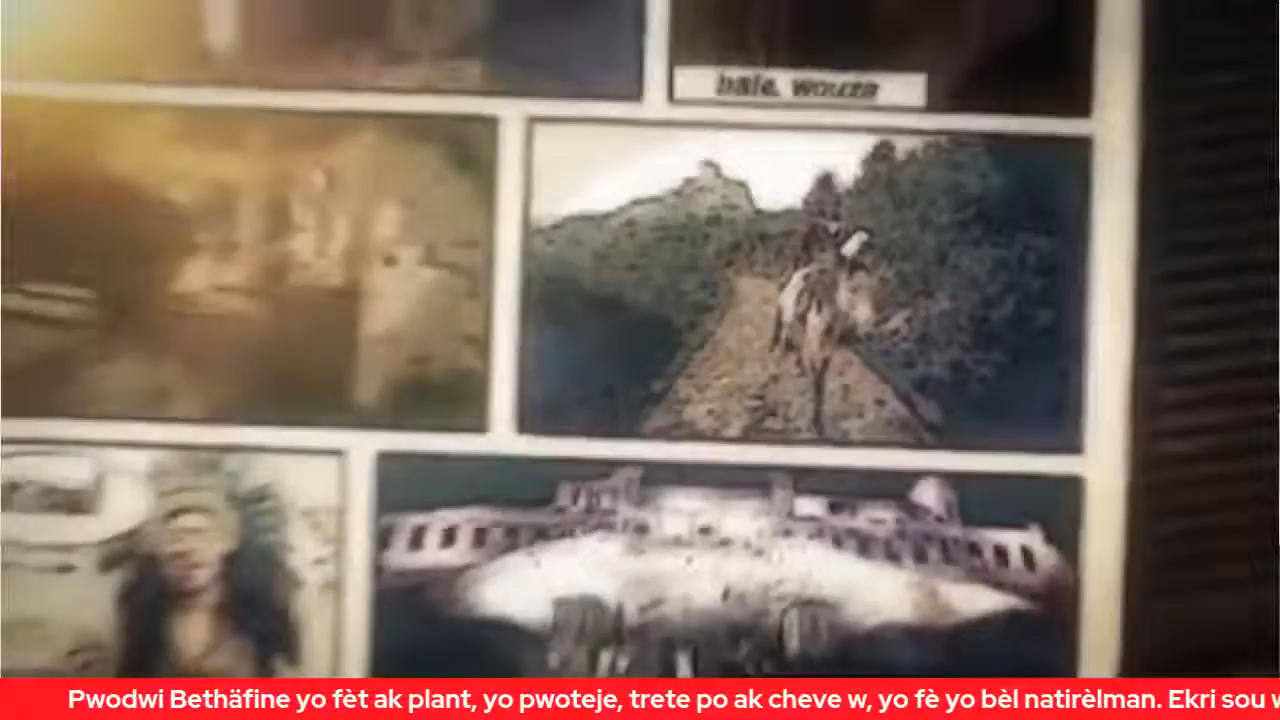 Pwodwi Bethäfine yo fèt ak plant, yo pwoteje, trete po ak cheve w, yo fè yo bèl natirèlman. Ekri sou